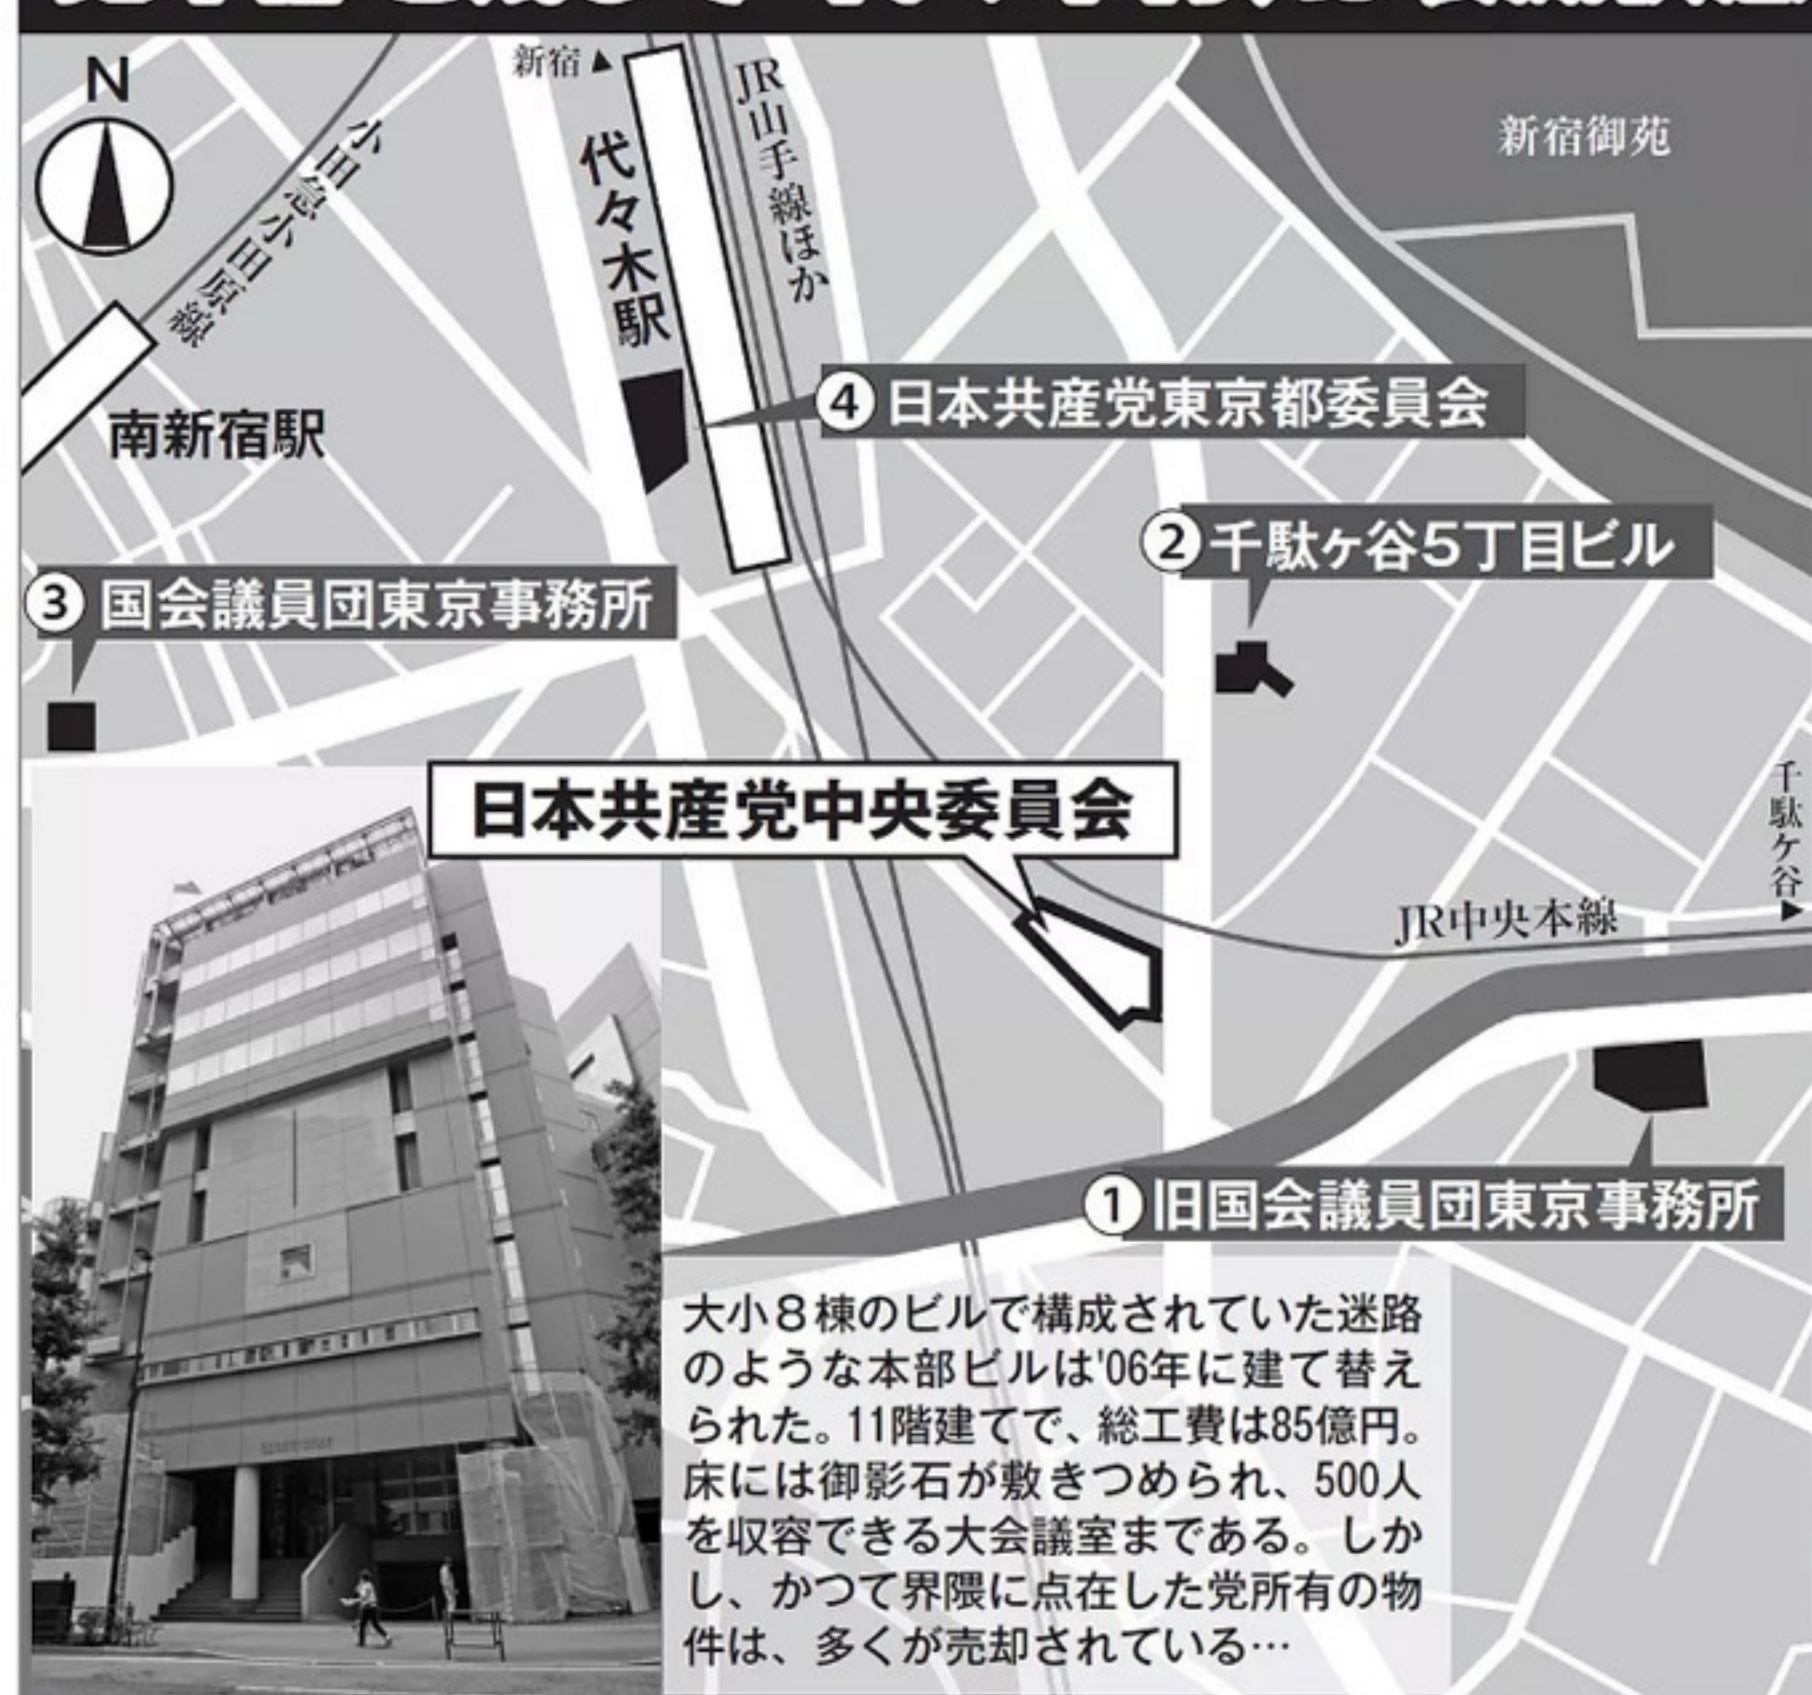 N
新宿▲
JR山手線ほか
小田急小田原線
代々木駅
新宿御苑
南新宿駅
④日本共産党東京都委員会
②千駄ヶ谷5丁目ビル
③国会議員団東京事務所
日本共産党中央委員会
千駄ヶ谷▶
JR中央本線
①旧国会議員団東京事務所
大小8棟のビルで構成されていた迷路
のような本部ビルは'06年に建て替え
られた。11階建てで、総工費は85億円。
床には御影石が敷きつめられ、500人
を収容できる大会議室まである。しか
し、かつて界隈に点在した党所有の物
件は、多くが売却されている…